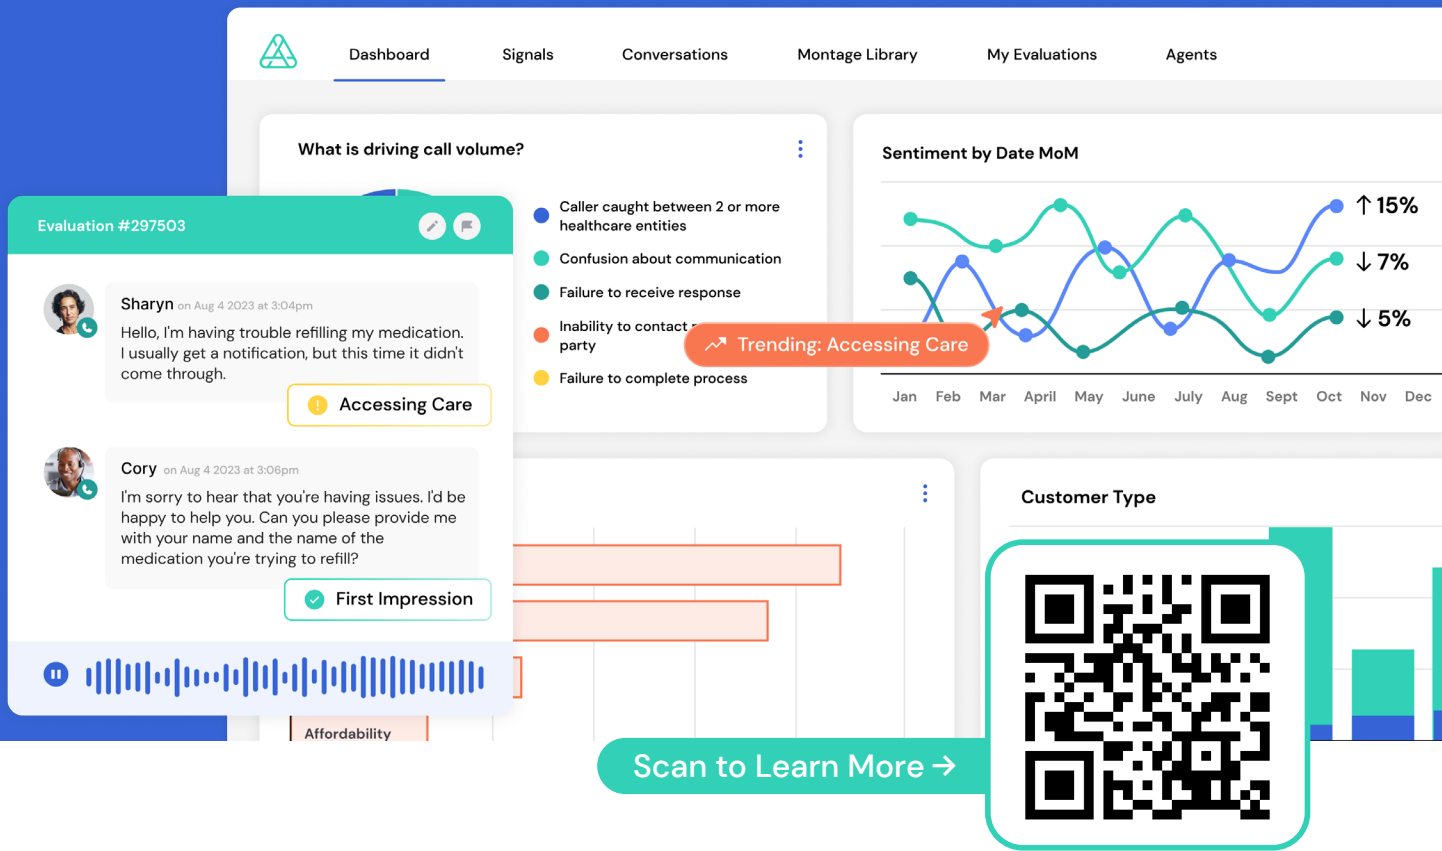 Dashboard
Signals
Conversations
Montage Library
My Evaluations
Agents
What is driving call volume?
Caller caught between 2 or more
healthcare entities
Confusion about communication
Failure to receive response
Inability to contact
party
Failure to complete process
Sentiment by Date MoM
↑ 15%
↓ 7%
↓ 5%
Trending: Accessing Care
Jan Feb Mar April May June July Aug Sept Oct Nov Dec
Evaluation #297503
Sharyn on Aug 4 2023 at 3:04pm
Hello, I'm having trouble refilling my medication.
I usually get a notification, but this time it didn't
come through.
Accessing Care
Cory on Aug 4 2023 at 3:06pm
I'm sorry to hear that you're having issues. I'd be
happy to help you. Can you please provide me
with your name and the name of the
medication you're trying to refill?
First Impression
Affordability
Customer Type
Scan to Learn More →